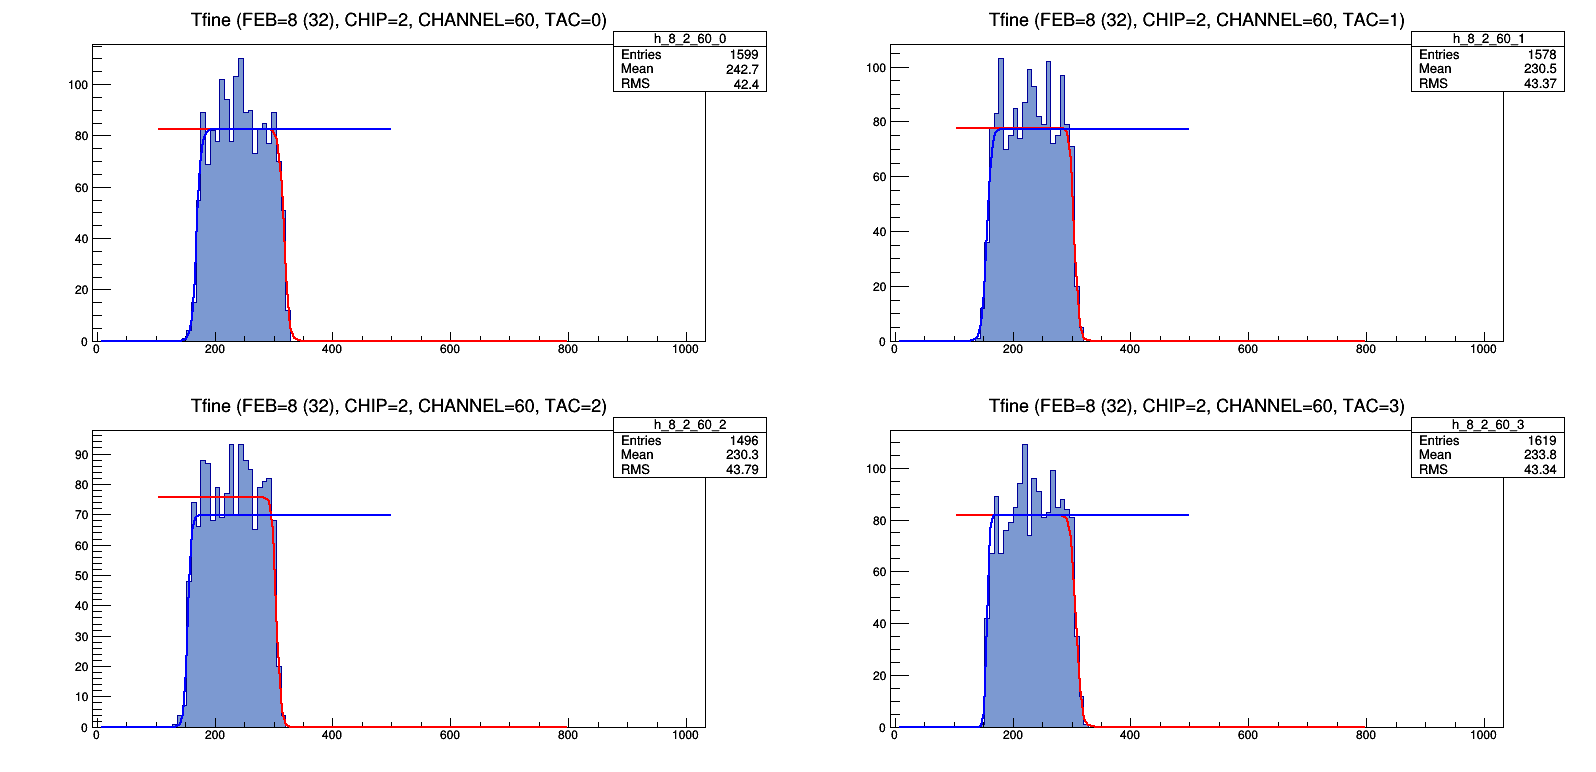 Tfine (FEB=8 (32), CHIP=2, CHANNEL=60, TAC=0)
h_8_2_60_0
Entries 1599
Mean 242.7
RMS 42.4
100
80
60
40
20
0
0 200 400 600 800 1000
Tfine (FEB=8 (32), CHIP=2, CHANNEL=60, TAC=1)
h_8_2_60_1
Entries 1578
Mean 230.5
RMS 43.37
100
80
60
40
20
0
0 200 400 600 800 1000
Tfine (FEB=8 (32), CHIP=2, CHANNEL=60, TAC=2)
h_8_2_60_2
Entries 1496
Mean 230.3
RMS 43.79
90
80
70
60
50
40
30
20
10
0
0 200 400 600 800 1000
Tfine (FEB=8 (32), CHIP=2, CHANNEL=60, TAC=3)
h_8_2_60_3
Entries 1619
Mean 233.8
RMS 43.34
100
80
60
40
20
0
0 200 400 600 800 1000